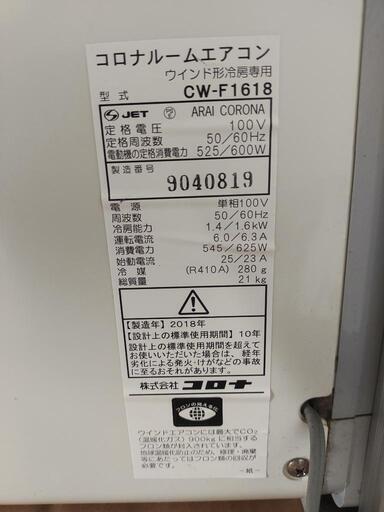 コロナルームエアコン
ウインド形冷房専用
型式 CW-F1618
JET ARAI CORONA
定格電圧 100V
定格周波数 50/60Hz
電動機の定格消費電力 525/600W
製造番号
9040819
電源 単相100V
周波数 50/60Hz
冷房能力 1.4/1.6kW
運転電流 6.0/6.3A
消費電力 545/625W
始動電流 25/23A
冷媒 (R410A) 280g
総質量 21kg
【製造年】2018年
【設計上の標準使用期間】10年
設計上の標準使用期間を超えて
お使いいただいた場合は、経年
劣化による発火・けがなどの事故
に至るおそれがあります。
株式会社 コロナ
フロンの見える化
ウインドエアコンには最大でCO₂
(温暖化ガス)900kgに相当する
フロン類が封入されています。
地球温暖化防止のため、修理・廃棄
等にあたってはフロン類の回収が
必要です。
-紙-